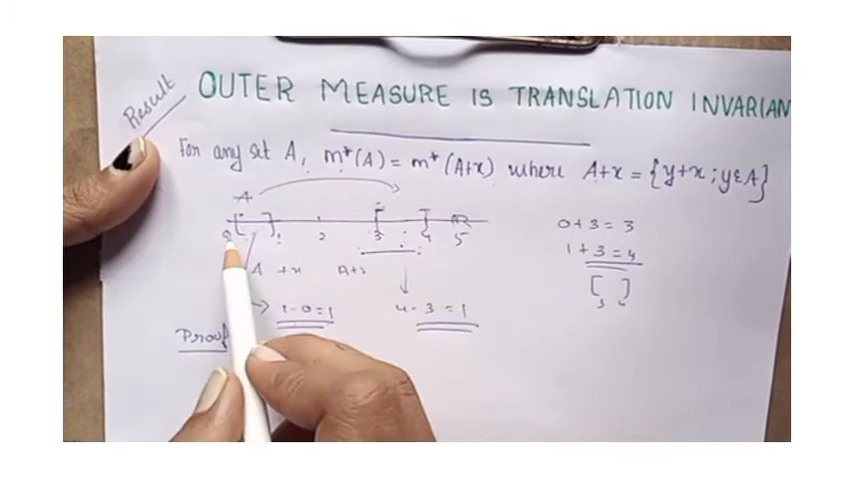 Result
OUTER MEASURE IS TRANSLATION INVARIAN
For any set A, m*(A) = m*(A+x) where A+x = {y+x ; y ε A}
A
0 1 2 3 4 5
A +x A+x
0+3=3
1+3=4
[ ]
3 4
→ 1-0=1 4-3=1
Proof